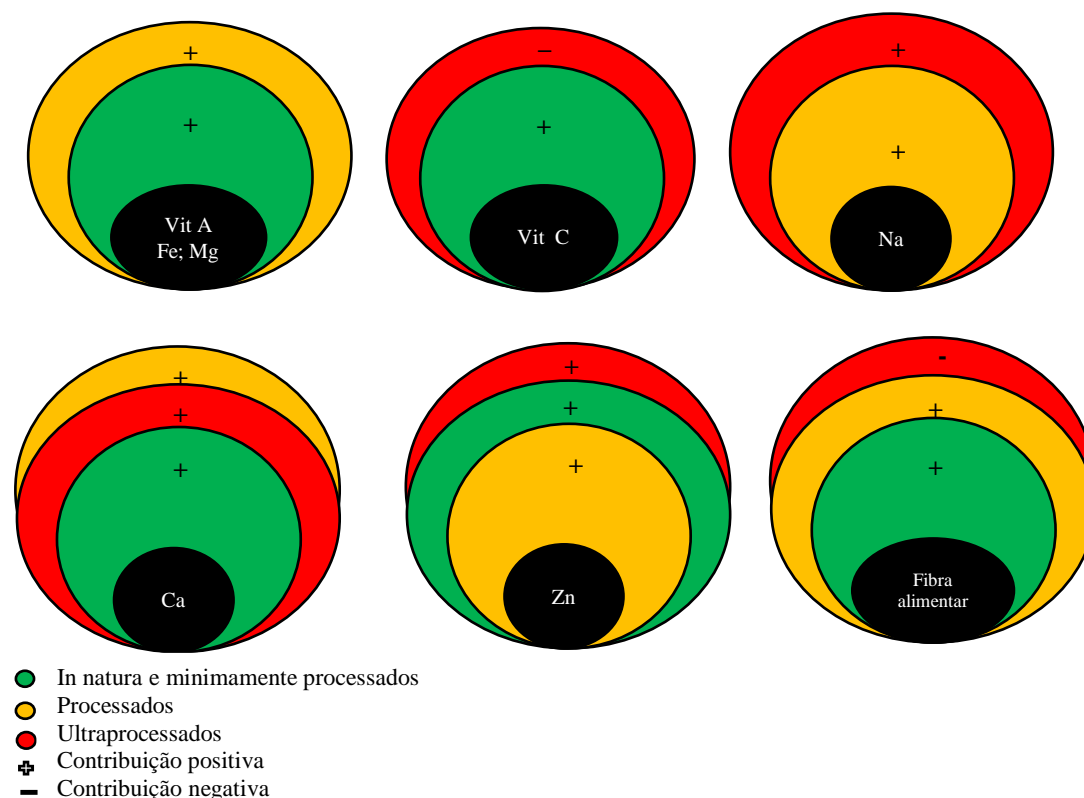 +
+
Vit A
Fe; Mg
−
+
Vit C
+
+
Na
+
+
+
Ca
+
+
+
Zn
-
+
+
Fibra
alimentar
In natura e minimamente processados
Processados
Ultraprocessados
Contribuição positiva
Contribuição negativa